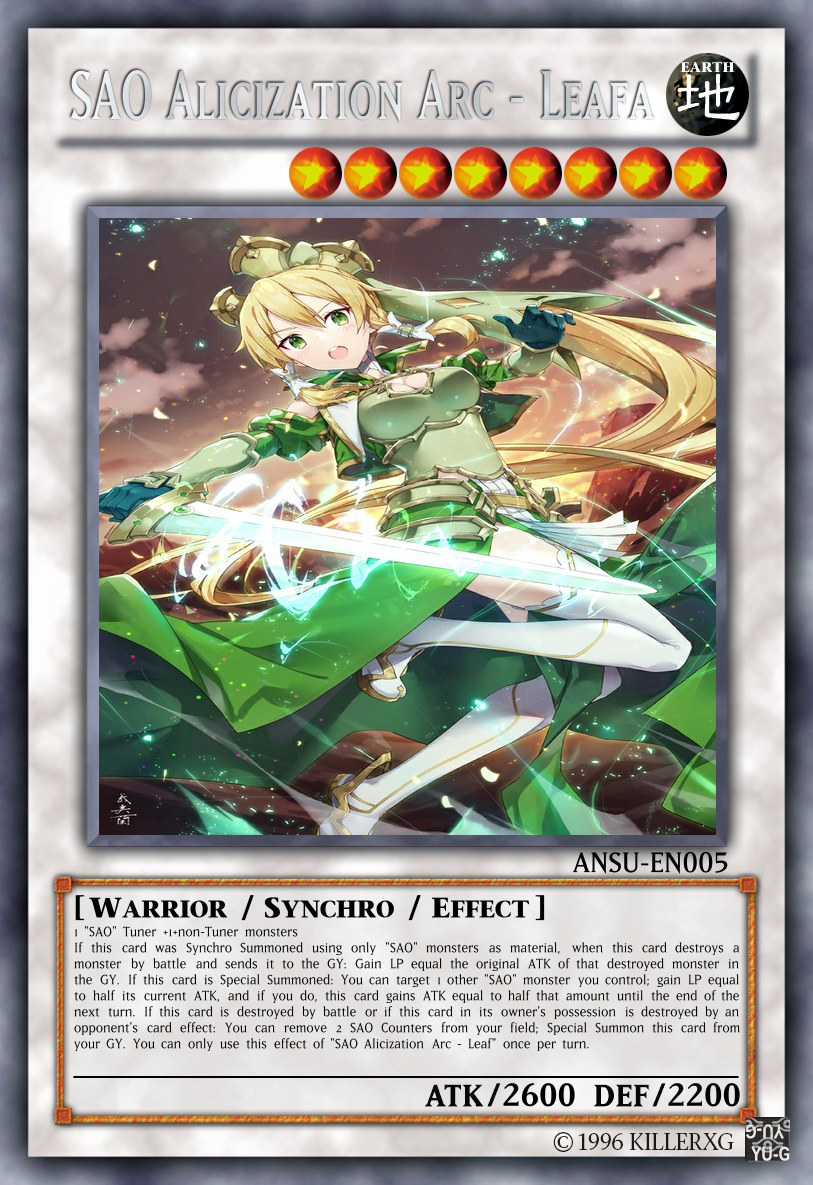 SAO Alicization Arc - Leafa
EARTH
地
ANSU-EN005
[ Warrior / Synchro / Effect ]
1 "SAO" Tuner +1+non-Tuner monsters
If this card was Synchro Summoned using only "SAO" monsters as material, when this card destroys a
monster by battle and sends it to the GY: Gain LP equal the original ATK of that destroyed monster in
the GY. If this card is Special Summoned: You can target 1 other "SAO" monster you control; gain LP equal
to half its current ATK, and if you do, this card gains ATK equal to half that amount until the end of the
next turn. If this card is destroyed by battle or if this card in its owner's possession is destroyed by an
opponent's card effect: You can remove 2 SAO Counters from your field; Special Summon this card from
your GY. You can only use this effect of "SAO Alicization Arc - Leaf" once per turn.
ATK/2600 DEF/2200
© 1996 KILLERXG
YU-G